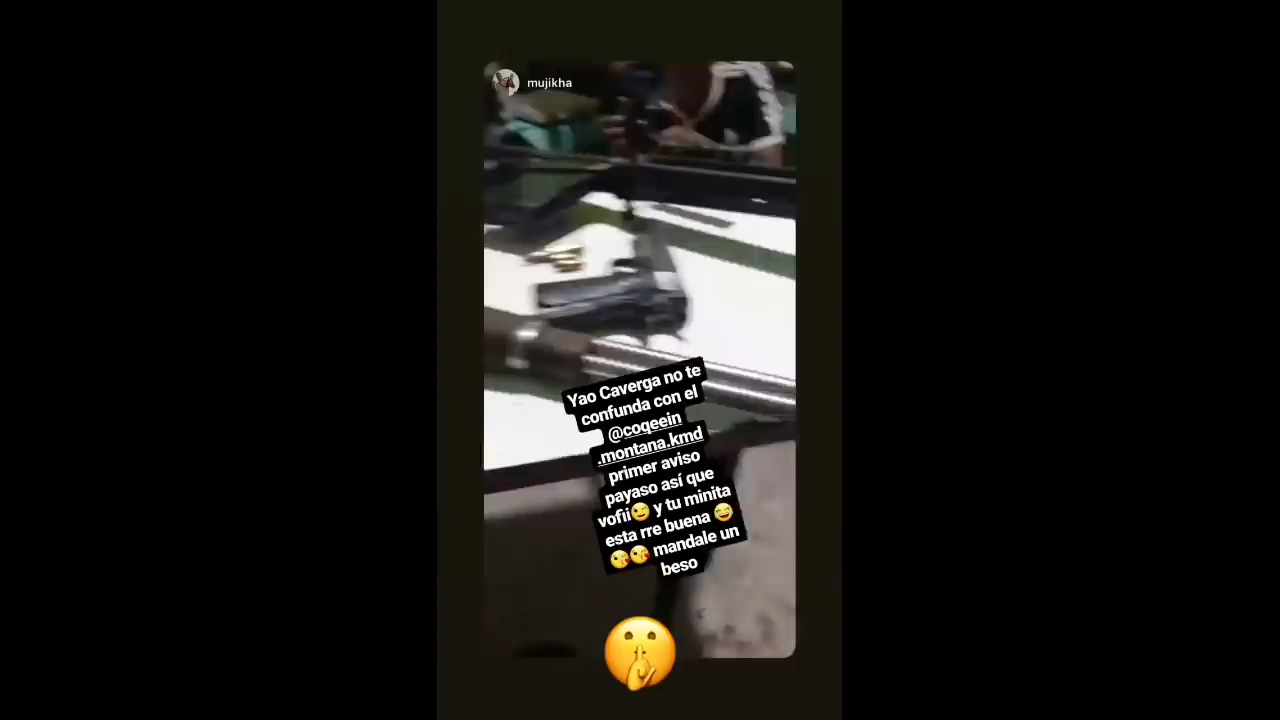 mujikha
Yao Caverga no te
confunda con el
@coqeein
.montana.kmd
primer aviso
payaso así que
vofii😉 y tu minita
esta rre buena 😂
😘😘 mandale un
beso